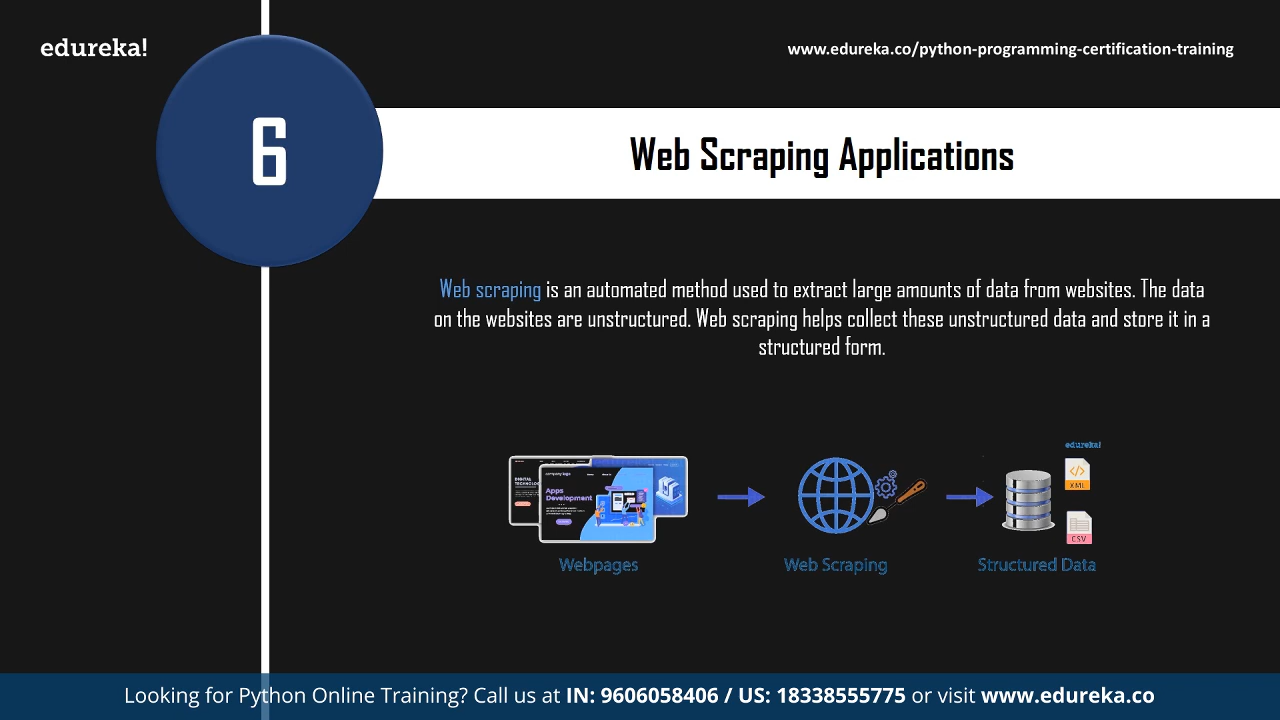 edureka!
www.edureka.co/python-programming-certification-training
6
Web Scraping Applications
Web scraping is an automated method used to extract large amounts of data from websites. The data
on the websites are unstructured. Web scraping helps collect these unstructured data and store it in a
structured form.
edureka!
XML
CSV
company logo
DIGITAL
Apps
Development
Webpages
Web Scraping
Structured Data
Looking for Python Online Training? Call us at IN: 9606058406 / US: 18338555775 or visit www.edureka.co